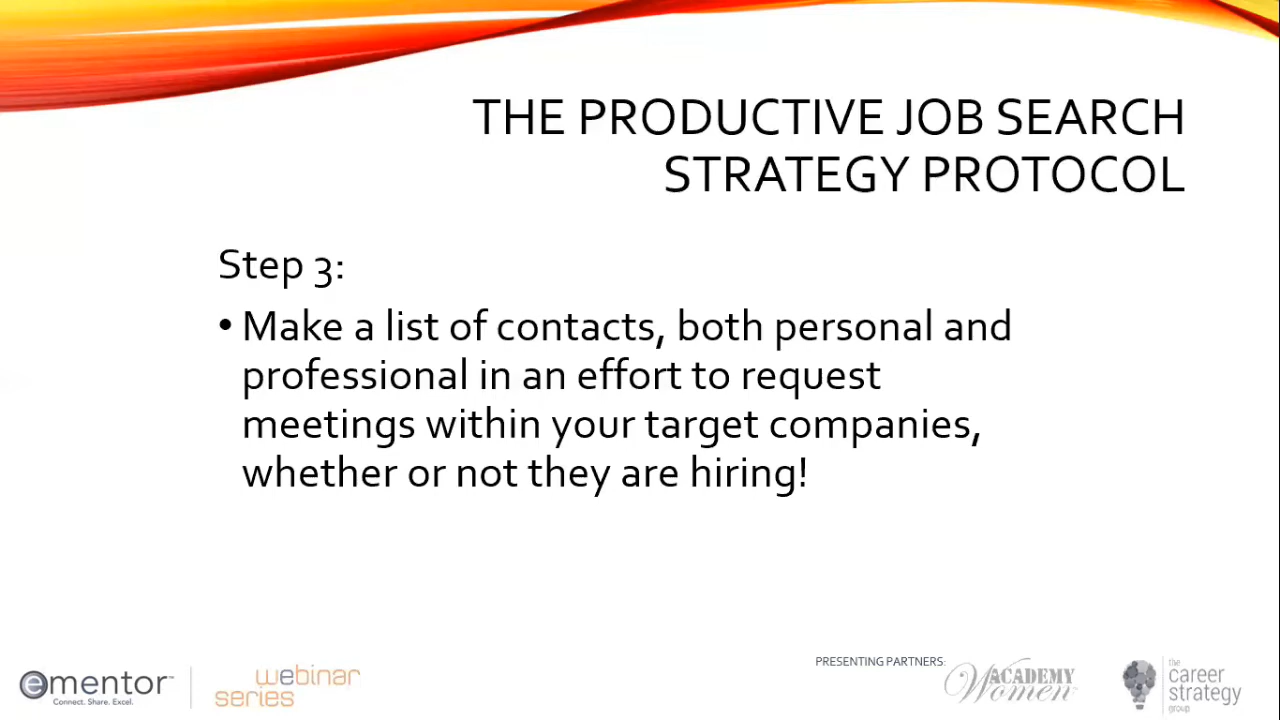 THE PRODUCTIVE JOB SEARCH
STRATEGY PROTOCOL
Step 3:
• Make a list of contacts, both personal and
professional in an effort to request
meetings within your target companies,
whether or not they are hiring!
ementor™
Connect. Share. Excel.
webinar
series
PRESENTING PARTNERS:
ACADEMY
Women
the
career
strategy
group